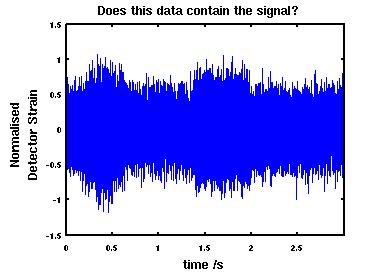 Does this data contain the signal?
1.5
1
0.5
0
-0.5
-1
-1.5
Normalised
Detector Strain
0 0.5 1 1.5 2 2.5
time /s